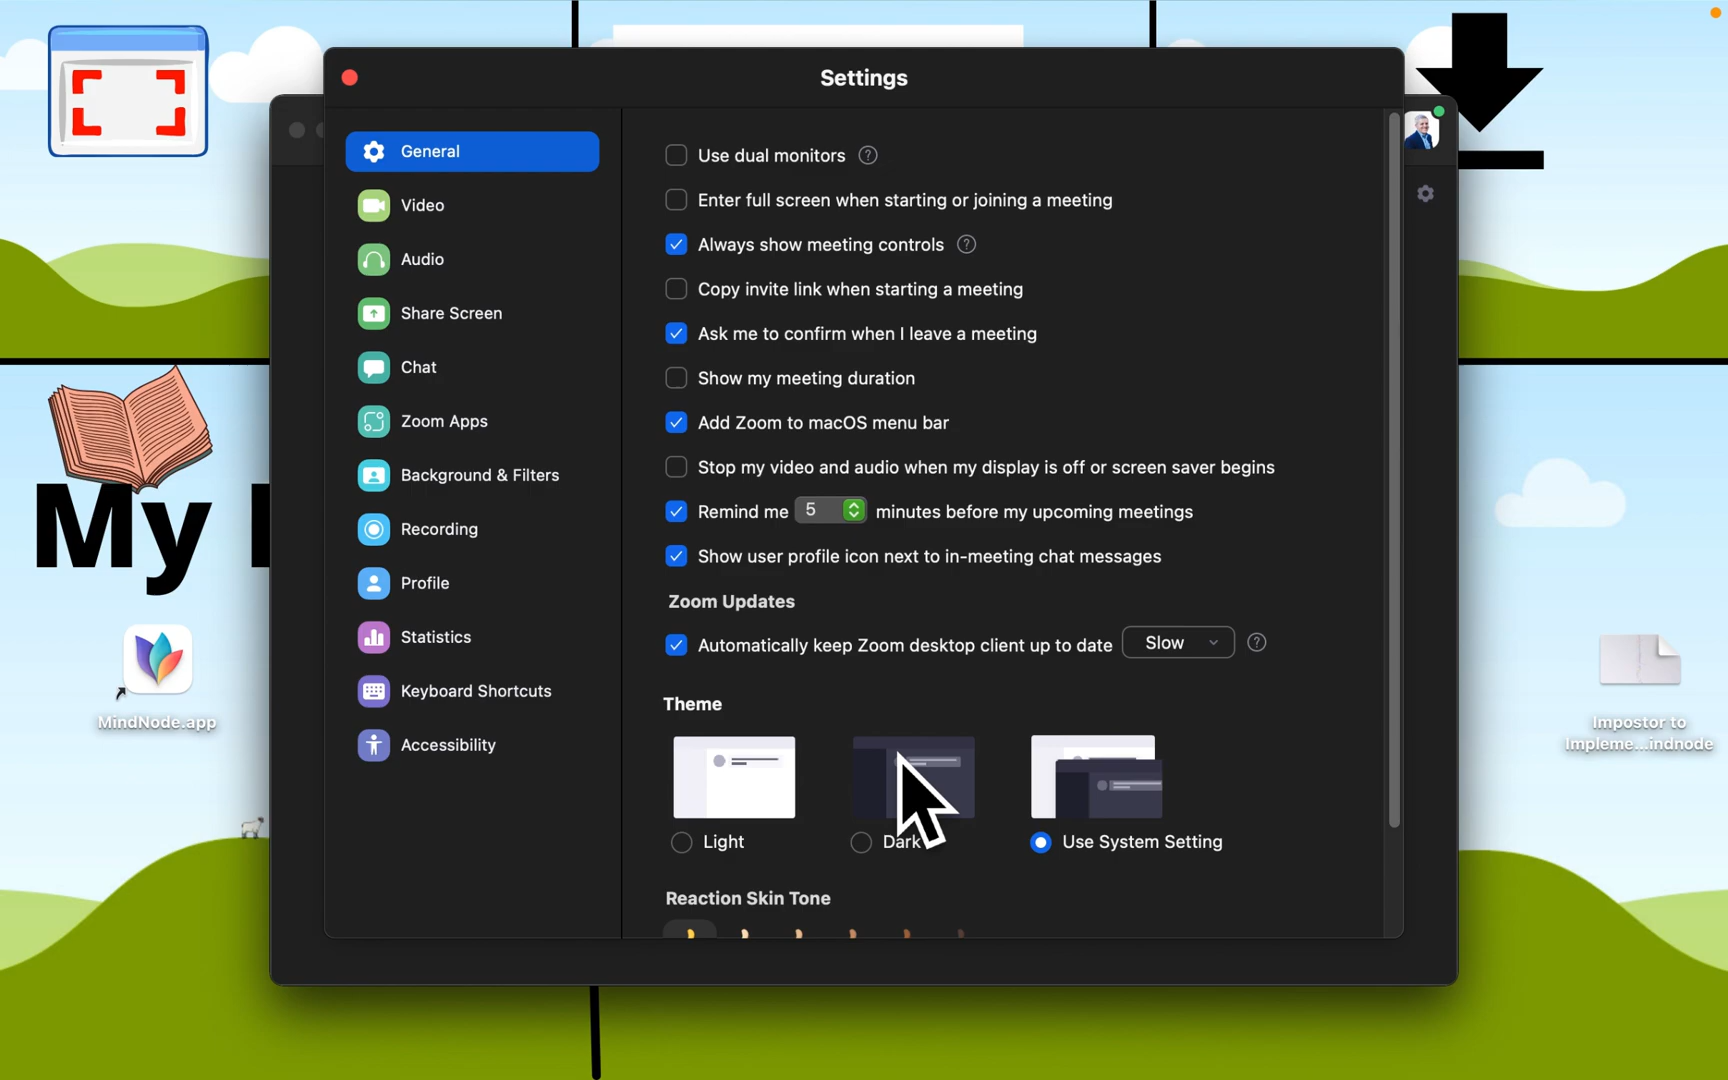 Settings
General
Video
Audio
Share Screen
Chat
Zoom Apps
Background & Filters
Recording
Profile
Statistics
Keyboard Shortcuts
Accessibility
Use dual monitors ?
Enter full screen when starting or joining a meeting
Always show meeting controls ?
Copy invite link when starting a meeting
Ask me to confirm when I leave a meeting
Show my meeting duration
Add Zoom to macOS menu bar
Stop my video and audio when my display is off or screen saver begins
Remind me 5 minutes before my upcoming meetings
Show user profile icon next to in-meeting chat messages
Zoom Updates
Automatically keep Zoom desktop client up to date Slow ?
Theme
Light
Dark
Use System Setting
Reaction Skin Tone
My
MindNode.app
Impostor to
Impleme...indnode